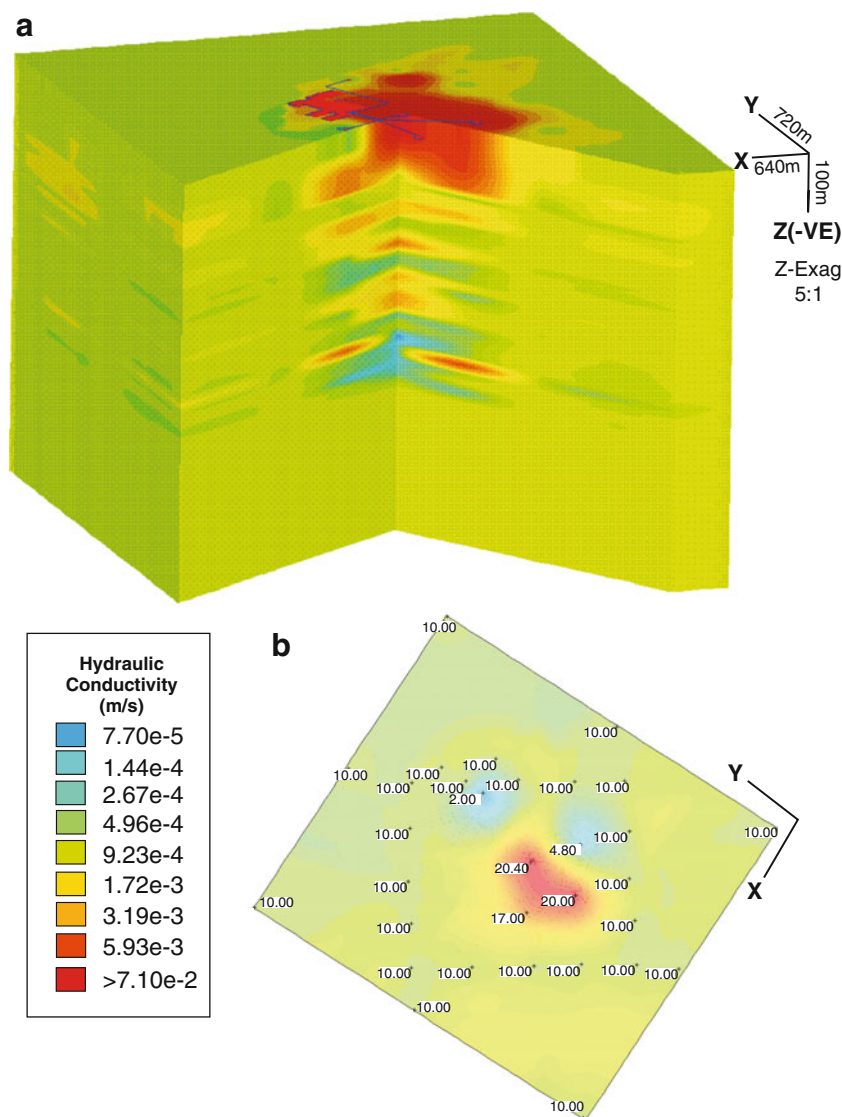 a
Y
720m
X
640m
100m
Z(-VE)
Z-Exag
5:1
Hydraulic
Conductivity
(m/s)
7.70e-5
1.44e-4
2.67e-4
4.96e-4
9.23e-4
1.72e-3
3.19e-3
5.93e-3
>7.10e-2
b
10.00
10.00
10.00
10.00
10.00
10.00
10.00
10.00
10.00
10.00
2.00
Y
X
10.00
10.00
10.00
4.80
20.40
10.00
10.00
20.00
10.00
17.00
10.00
10.00
10.00
10.00
10.00
10.00
10.00
10.00
10.00
10.00